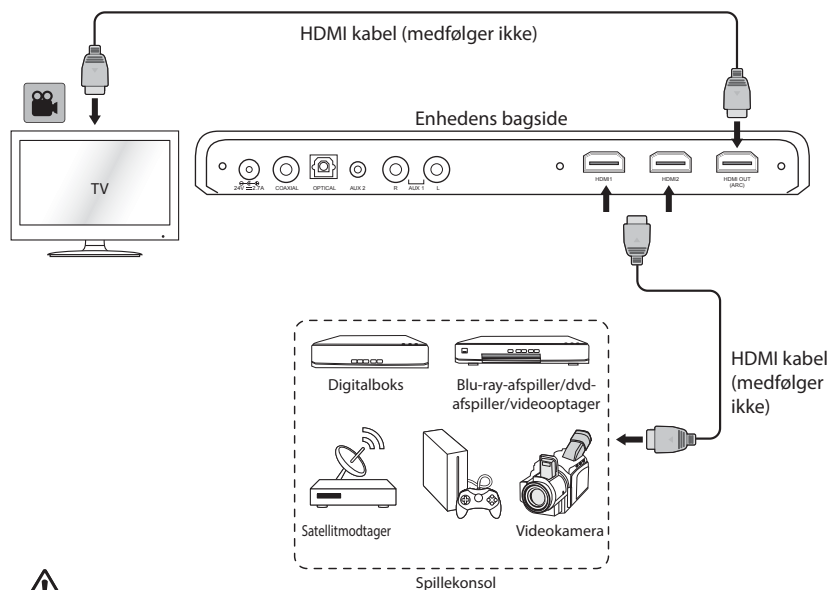 HDMI kabel (medfølger ikke)
Enhedens bagside
TV
24V ⎓ 2.7A
COAXIAL
OPTICAL
AUX 2
R
AUX 1
L
HDMI1
HDMI2
HDMI OUT
(ARC)
HDMI kabel
(medfølger
ikke)
Digitalboks
Blu-ray-afspiller/dvd-
afspiller/videooptager
Satellitmodtager
Videokamera
Spillekonsol